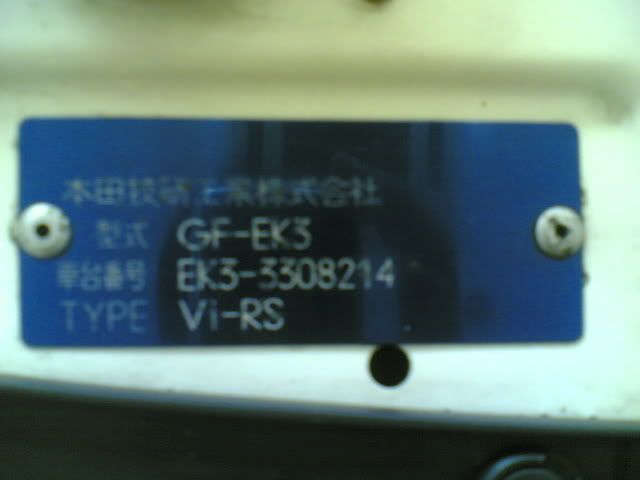 本田技研工業株式会社
型式 GF-EK3
車台番号 EK3-3308214
TYPE Vi-RS